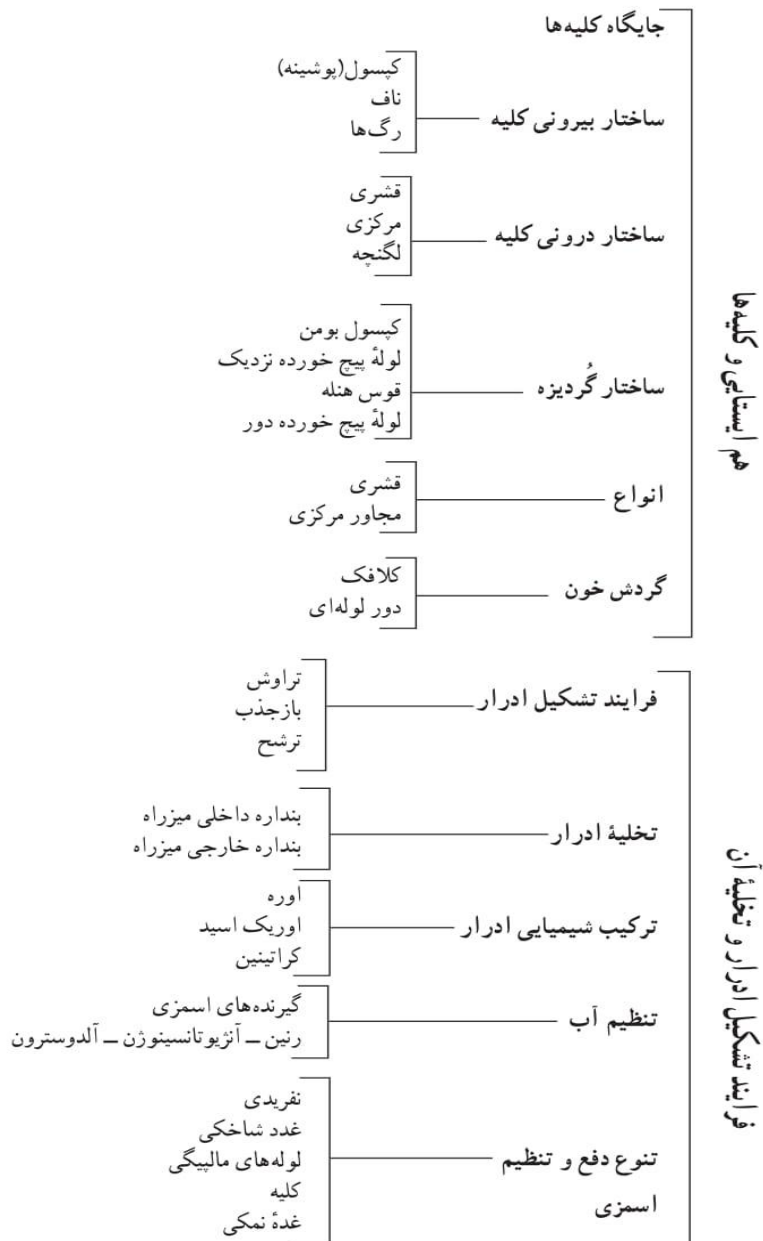 هم ایستایی و کلیه‌ها
جایگاه کلیه‌ها
ساختار بیرونی کلیه
کپسول(پوشینه)
ناف
رگ‌ها
ساختار درونی کلیه
قشری
مرکزی
لگنچه
ساختار گُردیزه
کپسول بومن
لولهٔ پیچ خورده نزدیک
قوس هنله
لولهٔ پیچ خورده دور
انواع
قشری
مجاور مرکزی
گردش خون
کلافک
دور لوله‌ای
فرایند تشکیل ادرار و تخلیهٔ آن
فرایند تشکیل ادرار
تراوش
بازجذب
ترشح
تخلیهٔ ادرار
بنداره داخلی میزراه
بنداره خارجی میزراه
ترکیب شیمیایی ادرار
اوره
اوریک اسید
کراتینین
تنظیم آب
گیرنده‌های اسمزی
رنین ــ آنژیوتانسینوژن ــ آلدوسترون
تنوع دفع و تنظیم
اسمزی
نفریدی
غدد شاخکی
لوله‌های مالپیگی
کلیه
غدهٔ نمکی